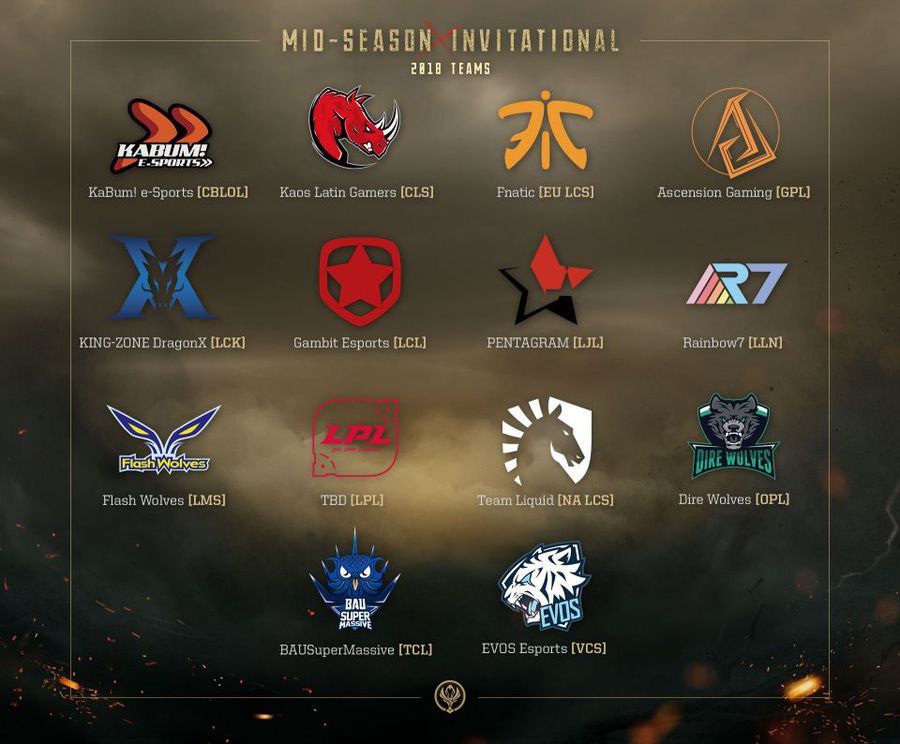 MID-SEASON INVITATIONAL
2018 TEAMS
KABUM!
E-SPORTS
KaBum! e-Sports [CBLOL]
Kaos Latin Gamers [CLS]
Fnatic [EU LCS]
Ascension Gaming [GPL]
R7
KING-ZONE DragonX [LCK]
Gambit Esports [LCL]
PENTAGRAM [LJL]
Rainbow7 [LLN]
Flash Wolves
LPL
DIRE WOLVES
Flash Wolves [LMS]
TBD [LPL]
Team Liquid [NA LCS]
Dire Wolves [OPL]
BAU
SUPER
MASSIVE
EVOS
BAUSuperMassive [TCL]
EVOS Esports [VCS]